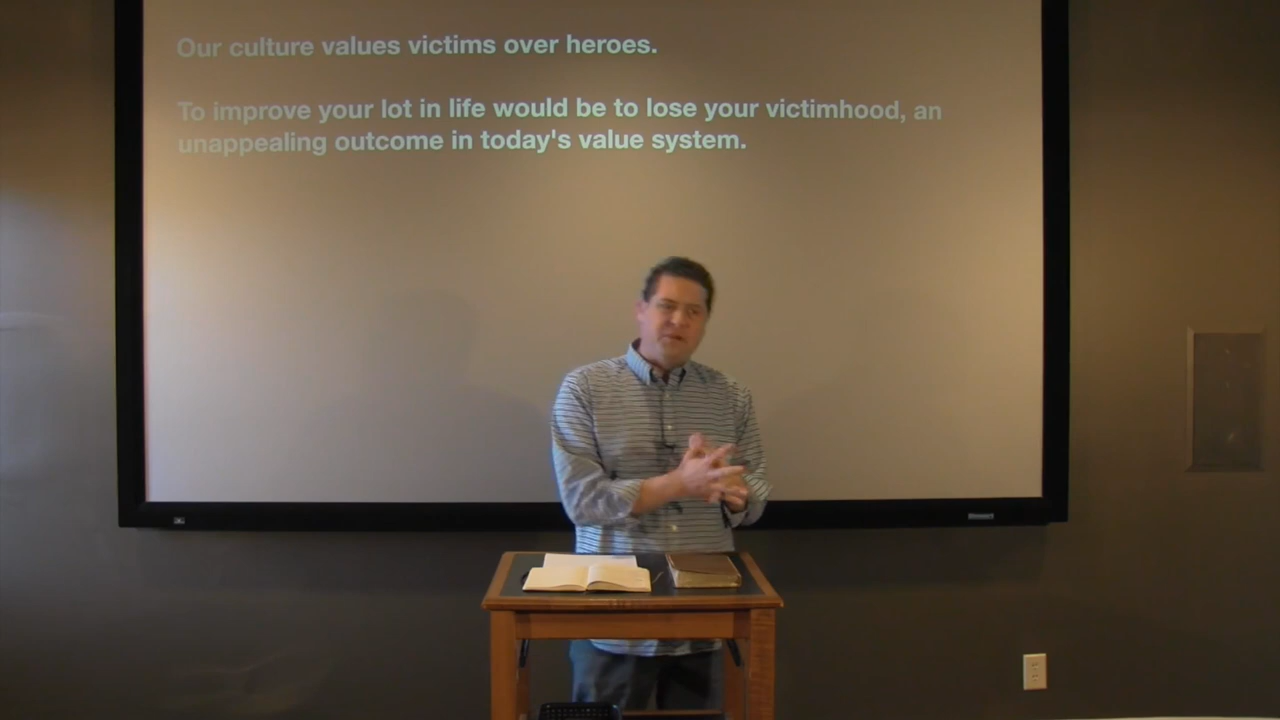 Our culture values victims over heroes.
To improve your lot in life would be to lose your victimhood, an
unappealing outcome in today's value system.